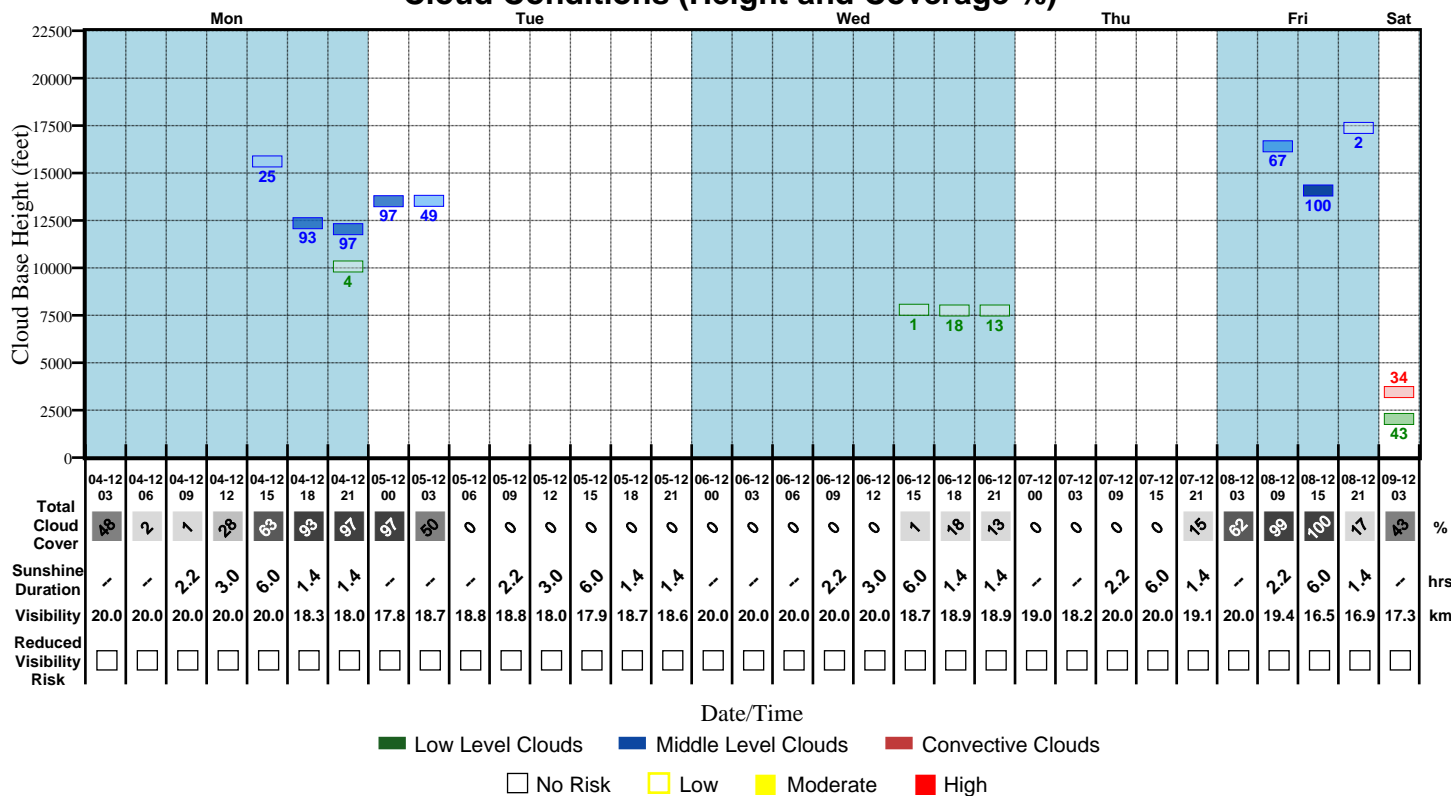 Cloud Conditions (Height and Coverage %)
Mon Tue Wed Thu Fri Sat
Cloud Base Height (feet)
22500
20000
17500
15000
12500
10000
7500
5000
2500
0
25
93
97
4
97
49
1
18
13
67
100
2
34
43
04-12 04-12 04-12 04-12 04-12 04-12 04-12 05-12 05-12 05-12 05-12 05-12 05-12 05-12 05-12 06-12 06-12 06-12 06-12 06-12 06-12 06-12 06-12 07-12 07-12 07-12 07-12 07-12 08-12 08-12 08-12 08-12 09-12
03 06 09 12 15 18 21 00 03 06 09 12 15 18 21 00 03 06 09 12 15 18 21 00 03 09 15 21 03 09 15 21 03
Total Cloud Cover 48 2 1 28 63 93 97 97 50 0 0 0 0 0 0 0 0 0 0 0 1 18 13 0 0 0 0 15 62 99 100 17 43 %
Sunshine Duration -- -- 2.2 3.0 6.0 1.4 1.4 -- -- -- 2.2 3.0 6.0 1.4 1.4 -- -- -- 2.2 3.0 6.0 1.4 1.4 -- -- 2.2 6.0 1.4 -- 2.2 6.0 1.4 -- hrs
Visibility 20.0 20.0 20.0 20.0 20.0 18.3 18.0 17.8 18.7 18.8 18.8 18.0 17.9 18.7 18.6 20.0 20.0 20.0 20.0 20.0 18.7 18.9 18.9 19.0 18.2 20.0 20.0 19.1 20.0 19.4 16.5 16.9 17.3 km
Reduced Visibility Risk
Date/Time
Low Level Clouds Middle Level Clouds Convective Clouds
No Risk Low Moderate High